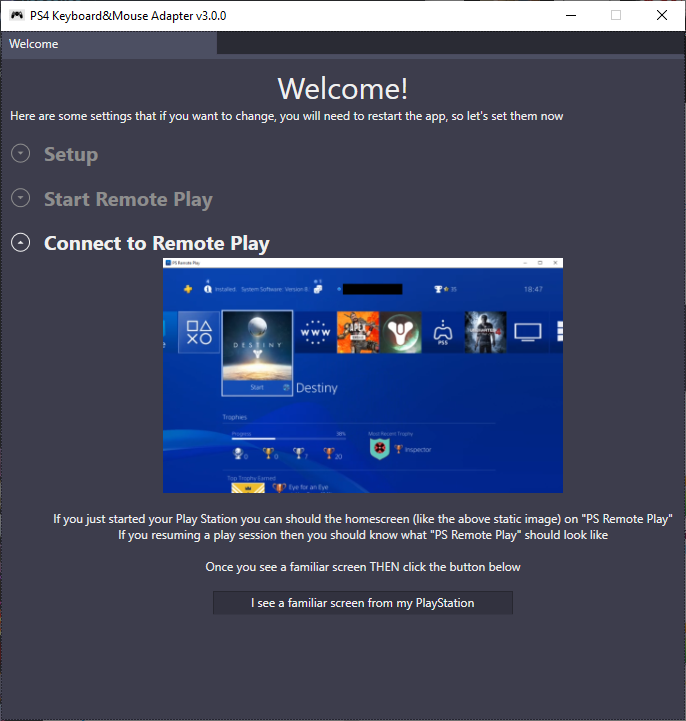 PS4 Keyboard&Mouse Adapter v3.0.0
Welcome
Welcome!
Here are some settings that if you want to change, you will need to restart the app, so let's set them now
Setup
Start Remote Play
Connect to Remote Play
PS Remote Play
Installed System Software: Version 8
35
18:47
DESTINY
WWW
APEX
PS5
UNCHARTED
Start
Destiny
Trophies
Progress 38%
Most Recent Trophy
0 0 7 20
Inspector
Top Trophy Earned
Eye for an Eye
If you just started your Play Station you can should the homescreen (like the above static image) on "PS Remote Play"
If you resuming a play session then you should know what "PS Remote Play" should look like
Once you see a familiar screen THEN click the button below
I see a familiar screen from my PlayStation